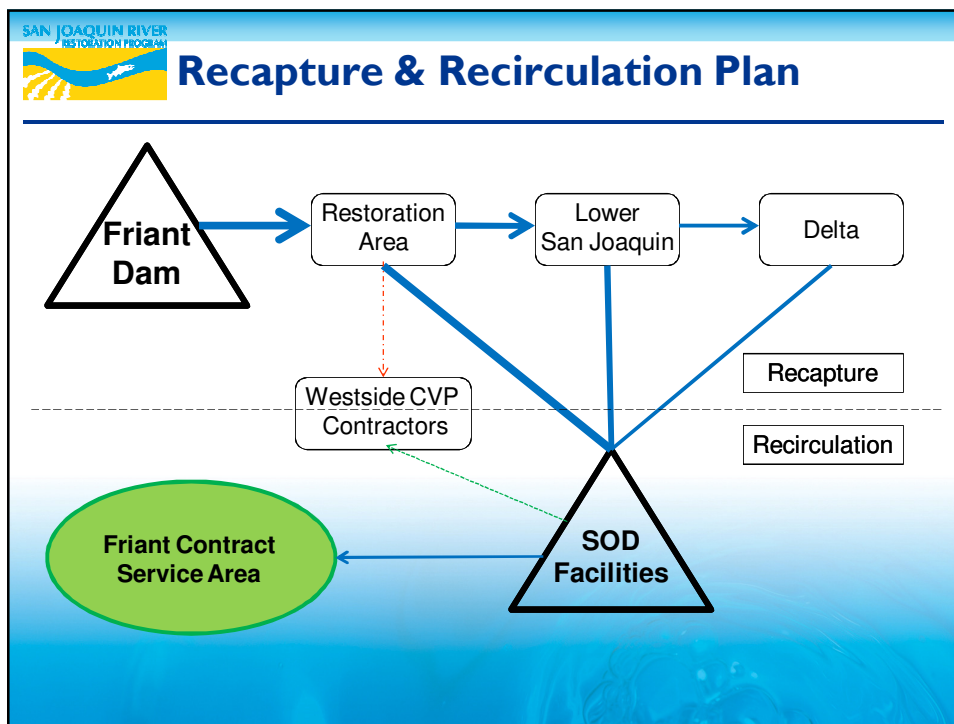 SAN JOAQUIN RIVER
RESTORATION PROGRAM
Recapture & Recirculation Plan
Friant
Dam
Restoration
Area
Lower
San Joaquin
Delta
Westside CVP
Contractors
Recapture
Recirculation
Friant Contract
Service Area
SOD
Facilities